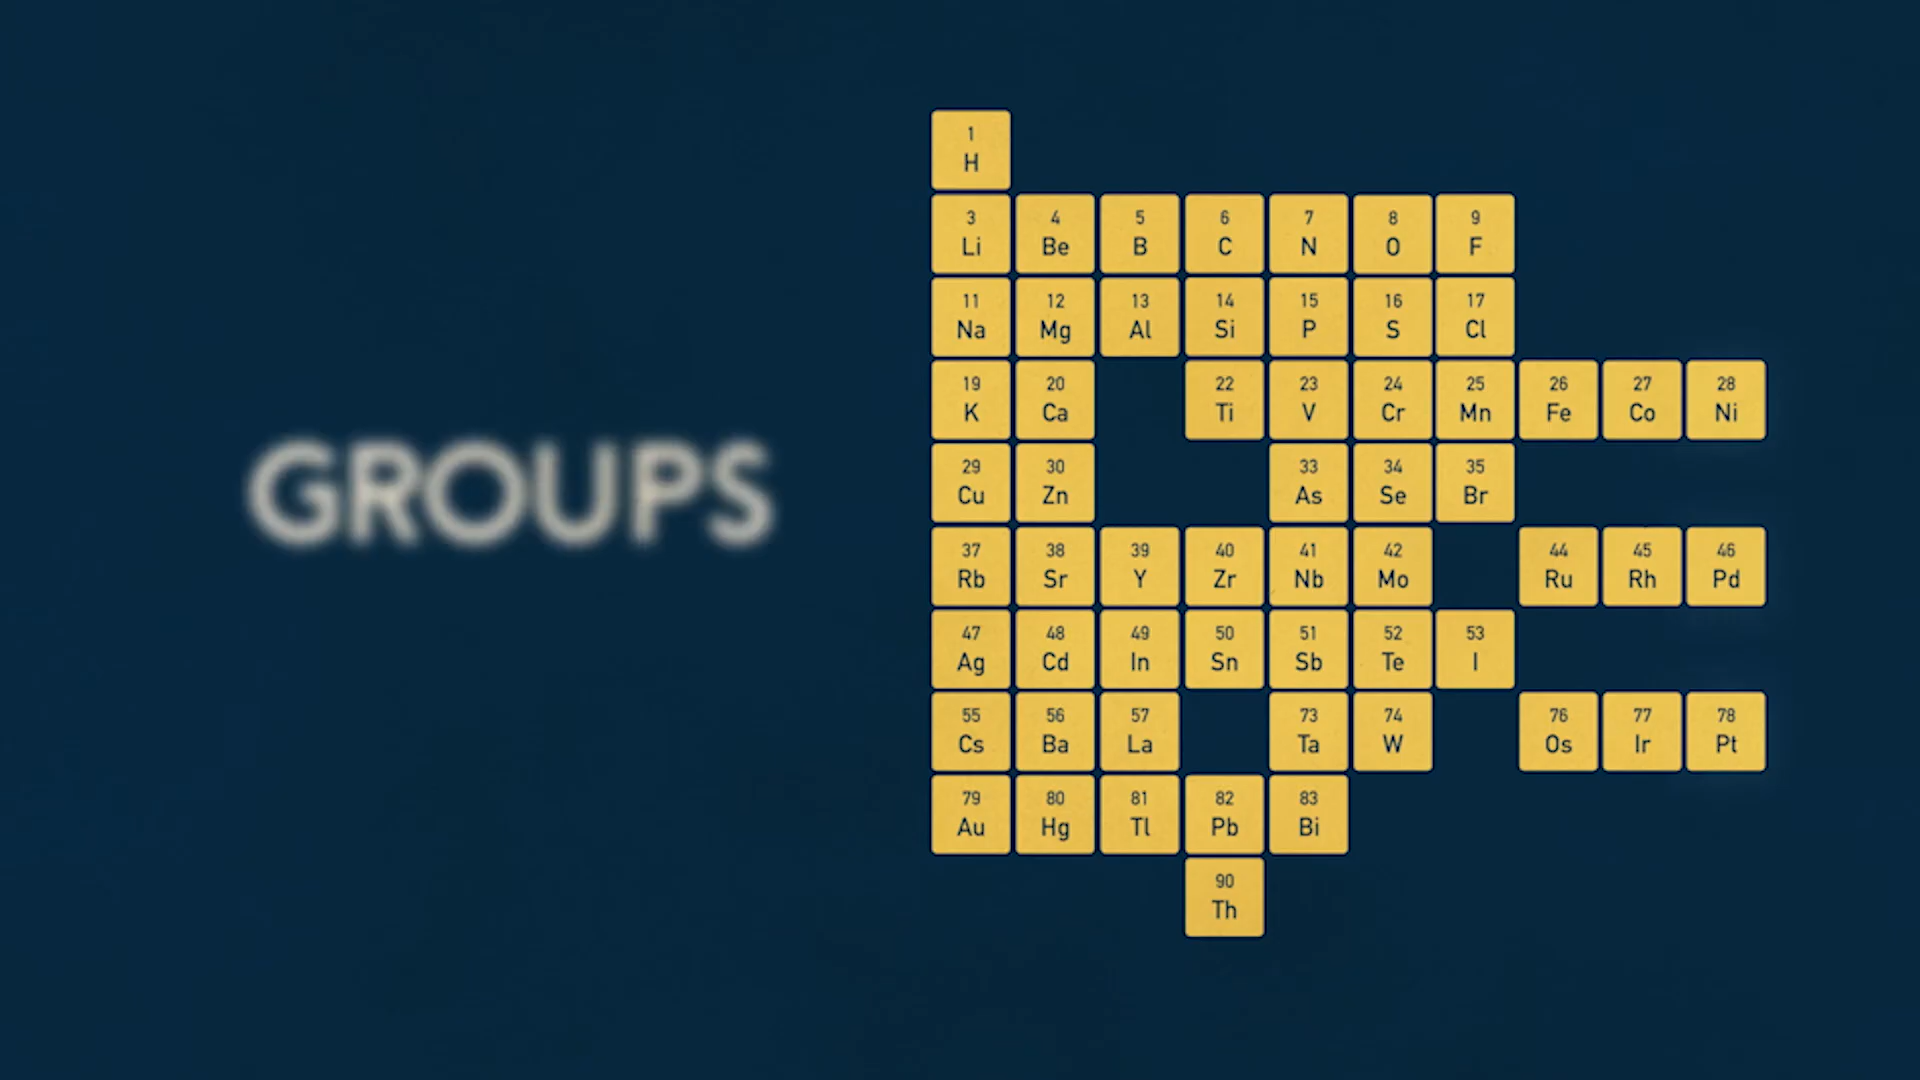 GROUPS
1
H
3 4 5 6 7 8 9
Li Be B C N O F
11 12 13 14 15 16 17
Na Mg Al Si P S Cl
19 20 22 23 24 25 26 27 28
K Ca Ti V Cr Mn Fe Co Ni
29 30 33 34 35
Cu Zn As Se Br
37 38 39 40 41 42 44 45 46
Rb Sr Y Zr Nb Mo Ru Rh Pd
47 48 49 50 51 52 53
Ag Cd In Sn Sb Te I
55 56 57 73 74 76 77 78
Cs Ba La Ta W Os Ir Pt
79 80 81 82 83
Au Hg Tl Pb Bi
90
Th